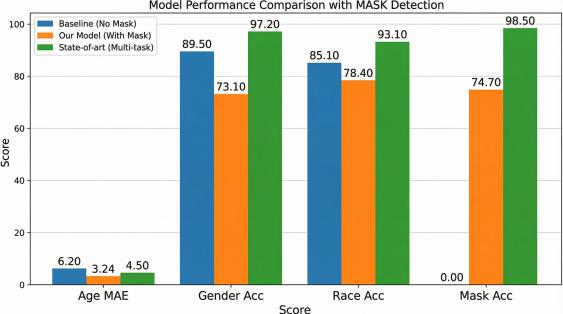 Model Performance Comparison with MASK Detection
Baseline (No Mask)
Our Model (With Mask)
State-of-art (Multi-task)
Score
100
80
60
40
20
0
6.20
3.24
4.50
89.50
73.10
97.20
85.10
78.40
93.10
0.00
74.70
98.50
Age MAE
Gender Acc
Race Acc
Mask Acc
Score